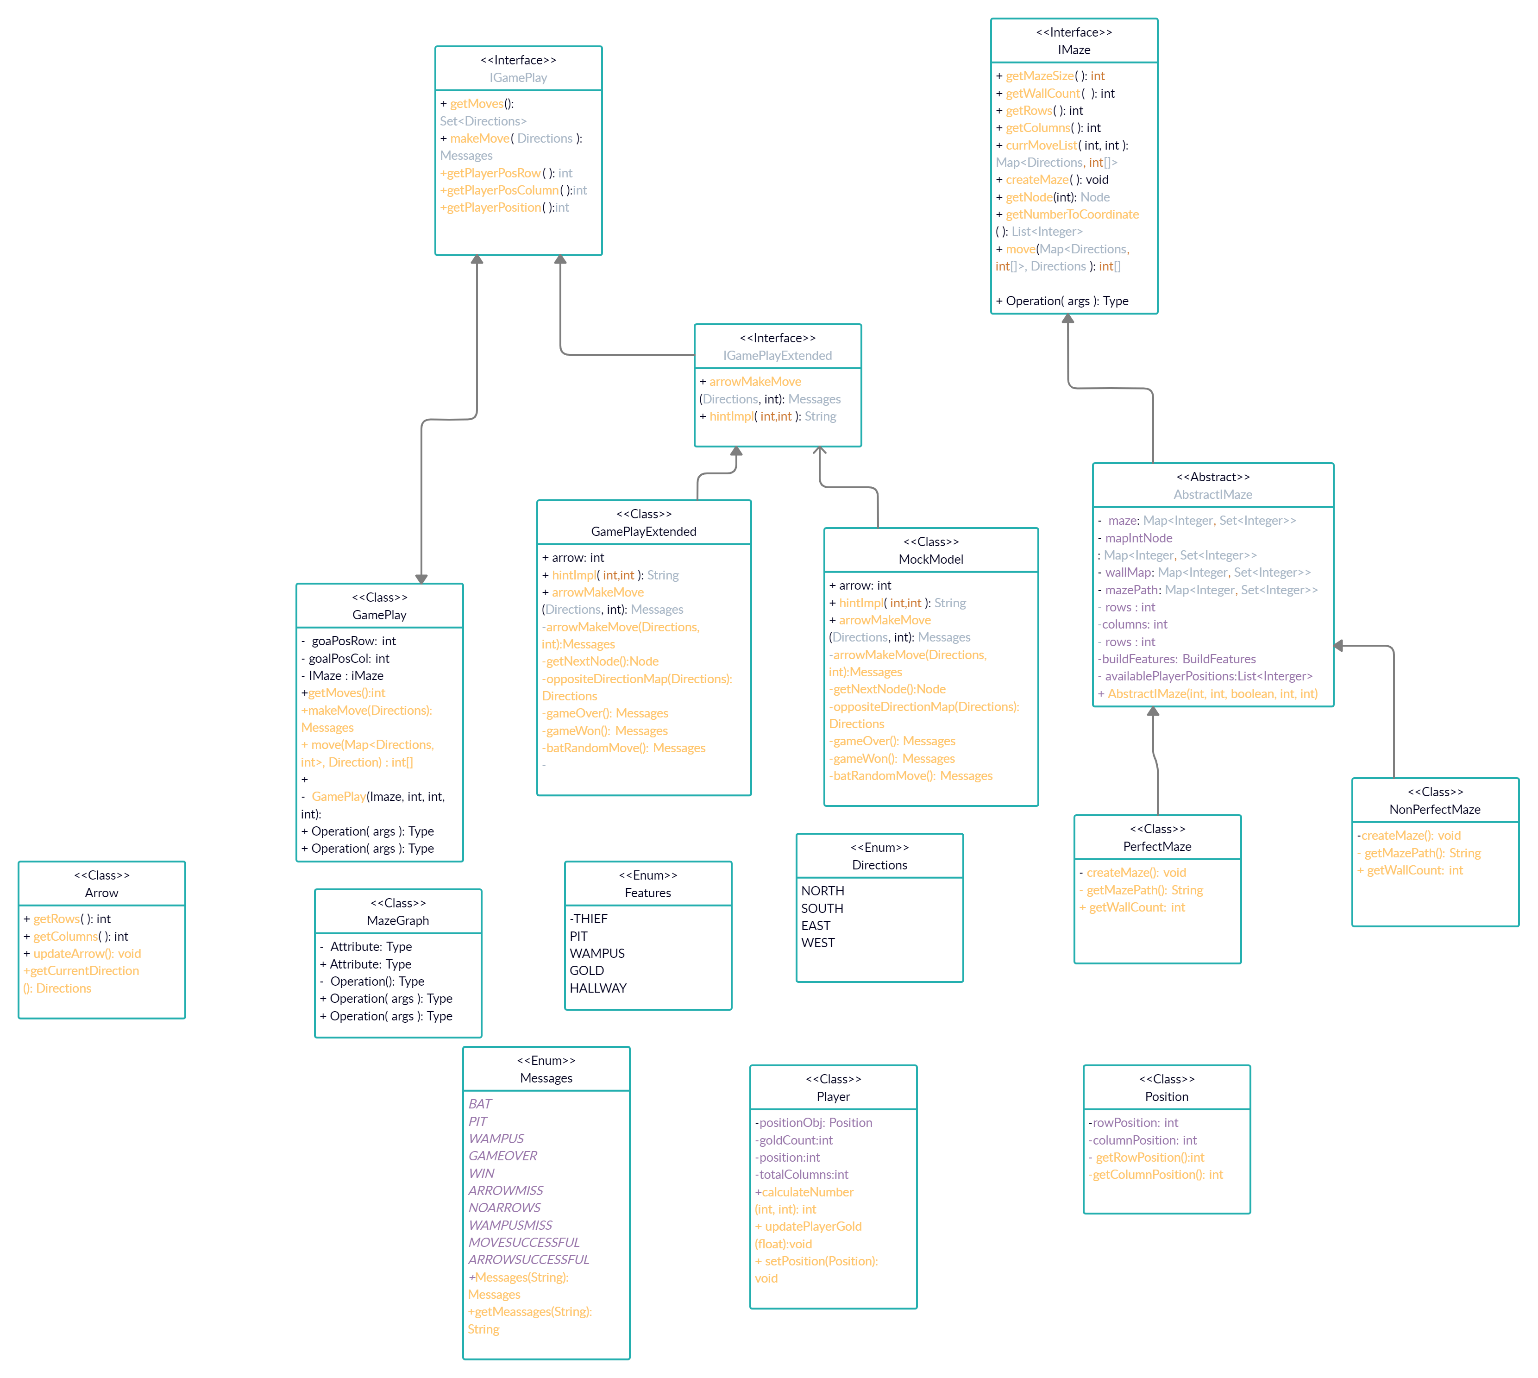 <<Interface>>
IGamePlay
+ getMoves():
Set<Directions>
+ makeMove( Directions ):
Messages
+getPlayerPosRow( ): int
+getPlayerPosColumn( ):int
+getPlayerPosition( ):int
<<Interface>>
IMaze
+ getMazeSize( ): int
+ getWallCount(  ): int
+ getRows( ): int
+ getColumns( ): int
+ currMoveList( int, int ):
Map<Directions, int[]>
+ createMaze( ): void
+ getNode(int): Node
+ getNumberToCoordinate
( ): List<Integer>
+ move(Map<Directions,
int[]>, Directions ): int[]
+ Operation( args ): Type
<<Interface>>
IGamePlayExtended
+ arrowMakeMove
(Directions, int): Messages
+ hintImpl( int,int ): String
<<Class>>
GamePlayExtended
+ arrow: int
+ hintImpl( int,int ): String
+ arrowMakeMove
(Directions, int): Messages
-arrowMakeMove(Directions,
int):Messages
-getNextNode():Node
-oppositeDirectionMap(Directions):
Directions
-gameOver(): Messages
-gameWon(): Messages
-batRandomMove(): Messages
-
<<Class>>
MockModel
+ arrow: int
+ hintImpl( int,int ): String
+ arrowMakeMove
(Directions, int): Messages
-arrowMakeMove(Directions,
int):Messages
-getNextNode():Node
-oppositeDirectionMap(Directions):
Directions
-gameOver(): Messages
-gameWon(): Messages
-batRandomMove(): Messages
<<Abstract>>
AbstractIMaze
-  maze: Map<Integer, Set<Integer>>
- mapIntNode
: Map<Integer, Set<Integer>>
- wallMap: Map<Integer, Set<Integer>>
- mazePath: Map<Integer, Set<Integer>>
- rows : int
-columns: int
- rows : int
-buildFeatures: BuildFeatures
- availablePlayerPositions:List<Interger>
+ AbstractIMaze(int, int, boolean, int, int)
<<Class>>
GamePlay
-  goaPosRow: int
- goalPosCol: int
- IMaze : iMaze
+getMoves():int
+makeMove(Directions):
Messages
+ move(Map<Directions,
int>, Direction) : int[]
+
-  GamePlay(Imaze, int, int,
int):
+ Operation( args ): Type
+ Operation( args ): Type
<<Class>>
NonPerfectMaze
-createMaze(): void
- getMazePath(): String
+ getWallCount: int
<<Class>>
PerfectMaze
- createMaze(): void
- getMazePath(): String
+ getWallCount: int
<<Enum>>
Directions
NORTH
SOUTH
EAST
WEST
<<Class>>
Arrow
+ getRows( ): int
+ getColumns( ): int
+ updateArrow(): void
+getCurrentDirection
(): Directions
<<Class>>
MazeGraph
-  Attribute: Type
+ Attribute: Type
-  Operation(): Type
+ Operation( args ): Type
+ Operation( args ): Type
<<Enum>>
Features
-THIEF
PIT
WAMPUS
GOLD
HALLWAY
<<Enum>>
Messages
BAT
PIT
WAMPUS
GAMEOVER
WIN
ARROWMISS
NOARROWS
WAMPUSMISS
MOVESUCCESSFUL
ARROWSUCCESSFUL
+Messages(String):
Messages
+getMeassages(String):
String
<<Class>>
Player
-positionObj: Position
-goldCount:int
-position:int
-totalColumns:int
+calculateNumber
(int, int): int
+ updatePlayerGold
(float):void
+ setPosition(Position):
void
<<Class>>
Position
-rowPosition: int
-columnPosition: int
- getRowPosition():int
-getColumnPosition(): int